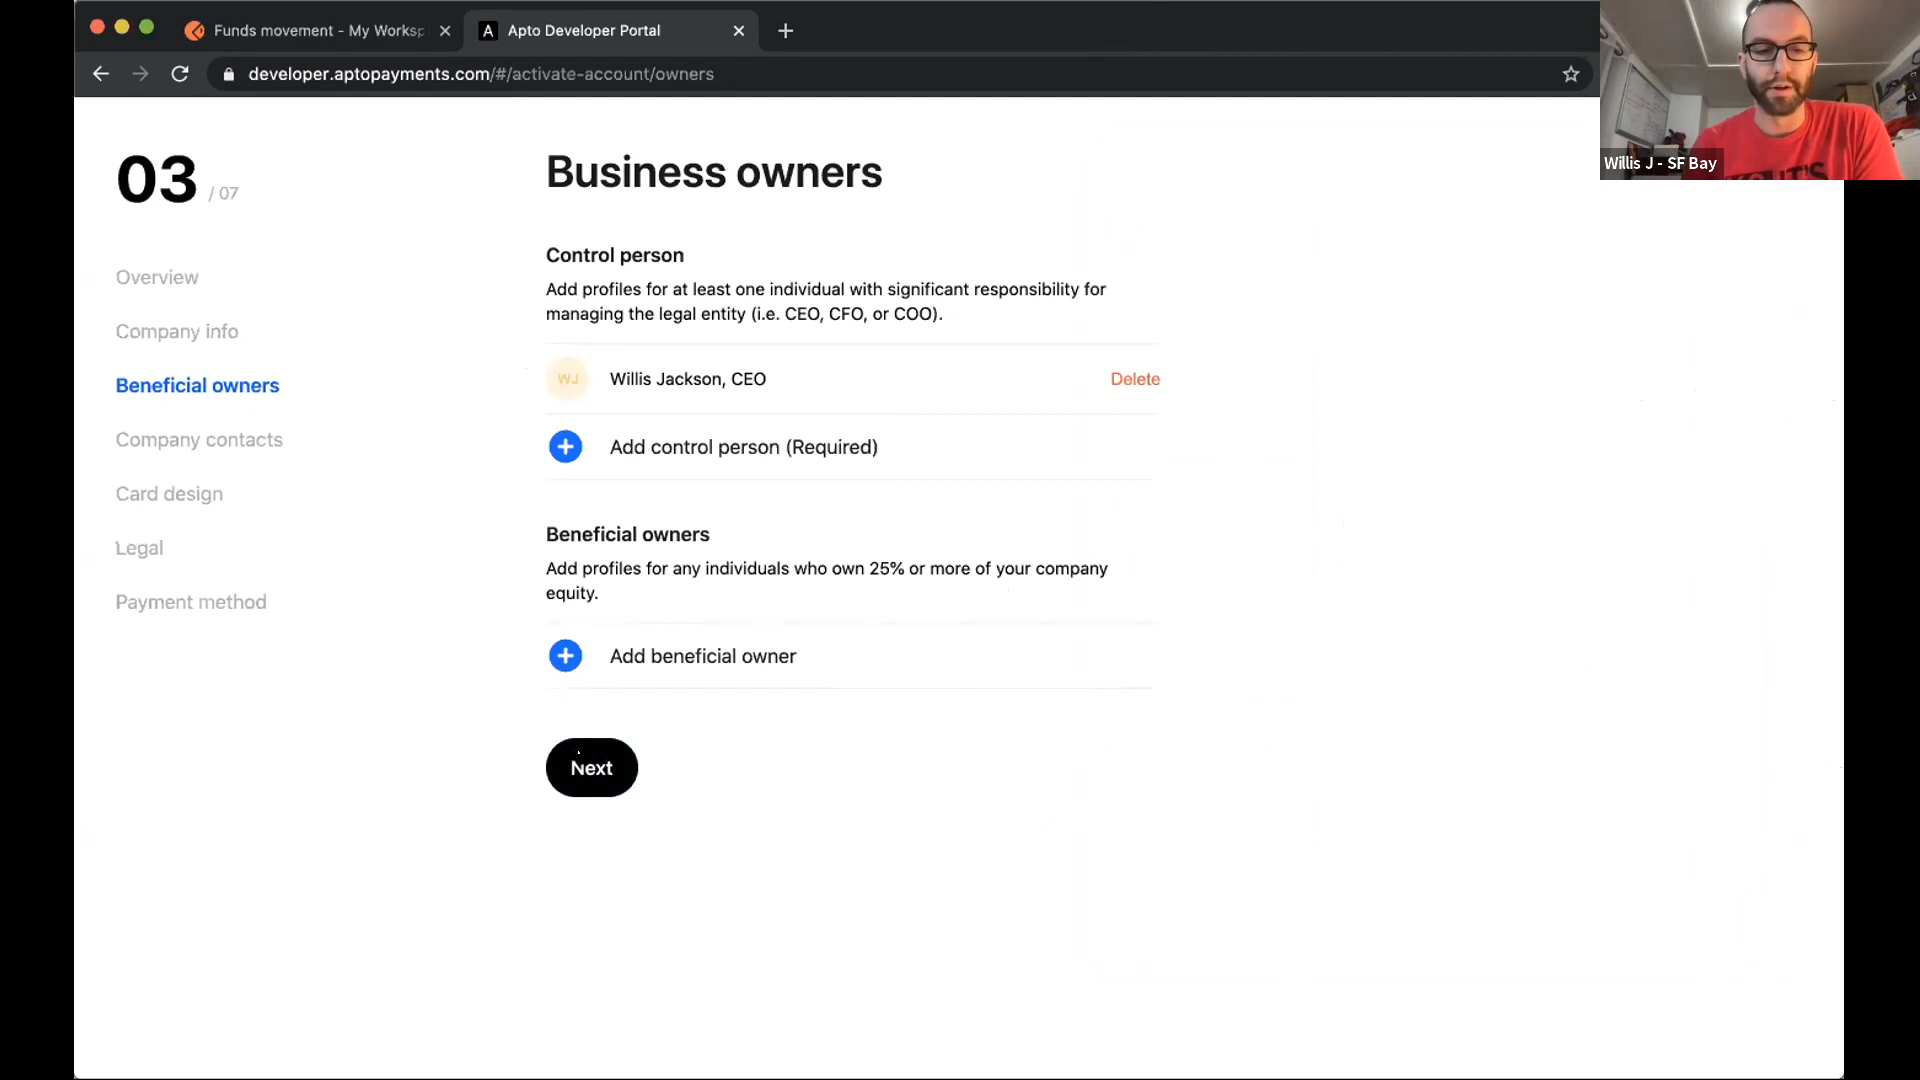 Funds movement - My Worksp
Apto Developer Portal
developer.aptopayments.com/#/activate-account/owners
Willis J - SF Bay
03 / 07
Overview
Company info
Beneficial owners
Company contacts
Card design
Legal
Payment method
Business owners
Control person
Add profiles for at least one individual with significant responsibility for
managing the legal entity (i.e. CEO, CFO, or COO).
WJ
Willis Jackson, CEO
Delete
Add control person (Required)
Beneficial owners
Add profiles for any individuals who own 25% or more of your company
equity.
Add beneficial owner
Next